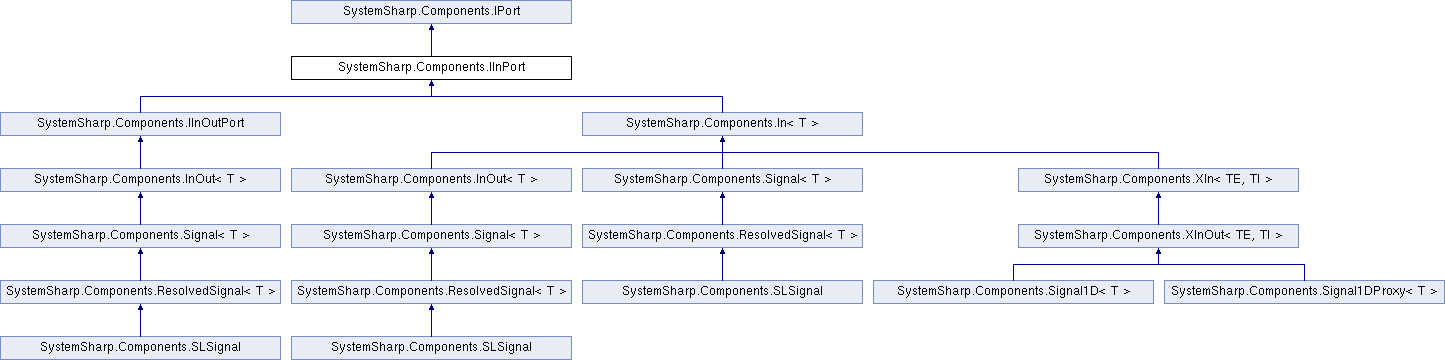 SystemSharp.Components.IPort
SystemSharp.Components.IInPort
SystemSharp.Components.IInOutPort
SystemSharp.Components.In< T >
SystemSharp.Components.InOut< T >
SystemSharp.Components.InOut< T >
SystemSharp.Components.Signal< T >
SystemSharp.Components.XIn< TE, TI >
SystemSharp.Components.Signal< T >
SystemSharp.Components.Signal< T >
SystemSharp.Components.ResolvedSignal< T >
SystemSharp.Components.XInOut< TE, TI >
SystemSharp.Components.ResolvedSignal< T >
SystemSharp.Components.ResolvedSignal< T >
SystemSharp.Components.SLSignal
SystemSharp.Components.Signal1D< T >
SystemSharp.Components.Signal1DProxy< T >
SystemSharp.Components.SLSignal
SystemSharp.Components.SLSignal